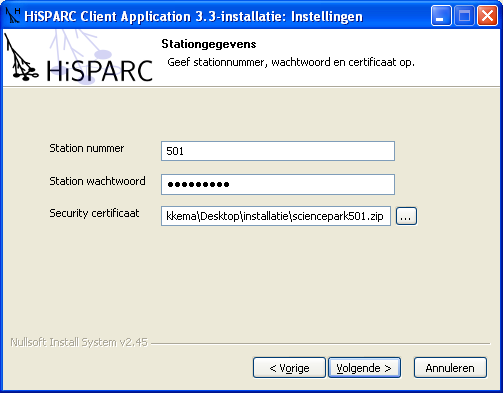 HiSPARC Client Application 3.3-installatie: Instellingen
HiSPARC
Stationgegevens
Geef stationnummer, wachtwoord en certificaat op.
Station nummer
501
Station wachtwoord
●●●●●●●●●
Security certificaat
kkema\Desktop\installatie\sciencepark501.zip
...
Nullsoft Install System v2.45
< Vorige
Volgende >
Annuleren